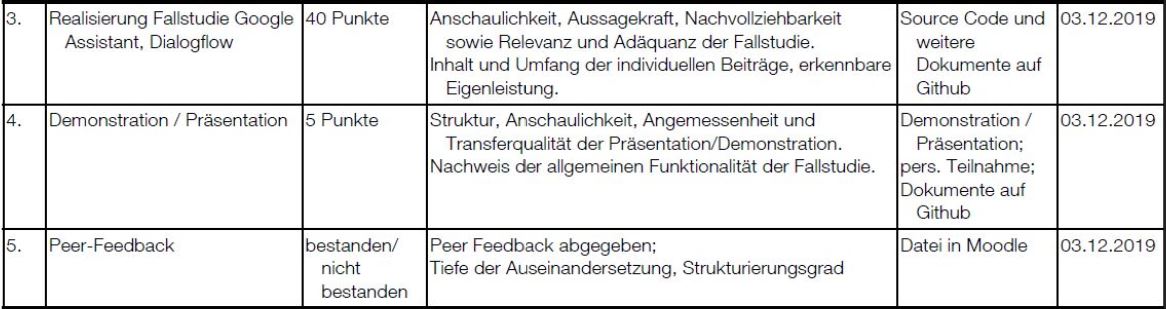 3. Realisierung Fallstudie Google Assistant, Dialogflow 40 Punkte Anschaulichkeit, Aussagekraft, Nachvollziehbarkeit Source Code und 03.12.2019
sowie Relevanz und Adäquanz der Fallstudie. weitere
Inhalt und Umfang der individuellen Beiträge, erkennbare Dokumente auf
Eigenleistung. Github
4. Demonstration / Präsentation 5 Punkte Struktur, Anschaulichkeit, Angemessenheit und Demonstration / 03.12.2019
Transferqualität der Präsentation/Demonstration. Präsentation;
Nachweis der allgemeinen Funktionalität der Fallstudie. pers. Teilnahme;
Dokumente auf
Github
5. Peer-Feedback bestanden/ Peer Feedback abgegeben; Datei in Moodle 03.12.2019
nicht Tiefe der Auseinandersetzung, Strukturierungsgrad
bestanden